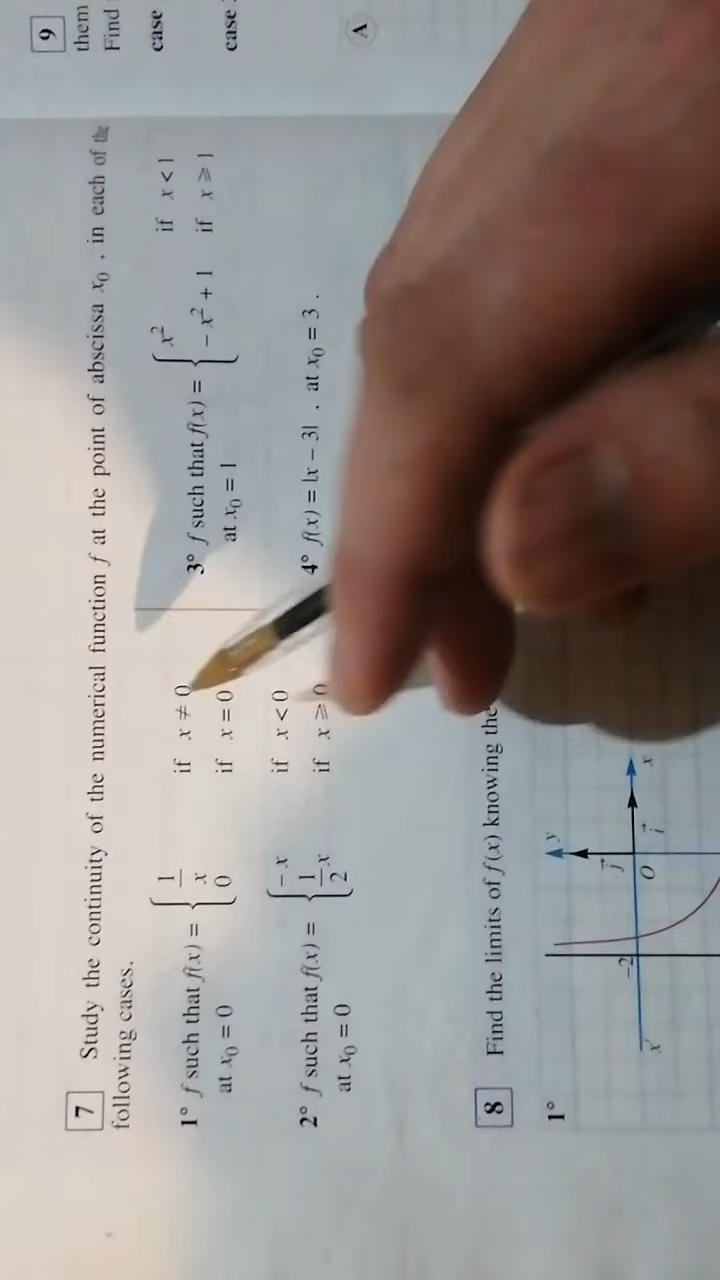 7 Study the continuity of the numerical function f at the point of abscissa x₀ , in each of the
following cases.
1° f such that f(x) = { 1/x if x ≠ 0
0 if x = 0
at x₀ = 0
2° f such that f(x) = { –x if x < 0
1/2 x if x ⩾ 0
at x₀ = 0
3° f such that f(x) = { x² if x < 1
– x² + 1 if x ⩾ 1
at x₀ = 1
4° f(x) = |x – 3| , at x₀ = 3 .
8 Find the limits of f(x) knowing the
1°
y
j
–2
O
i
x
x'
9
them
Find
case
case
A